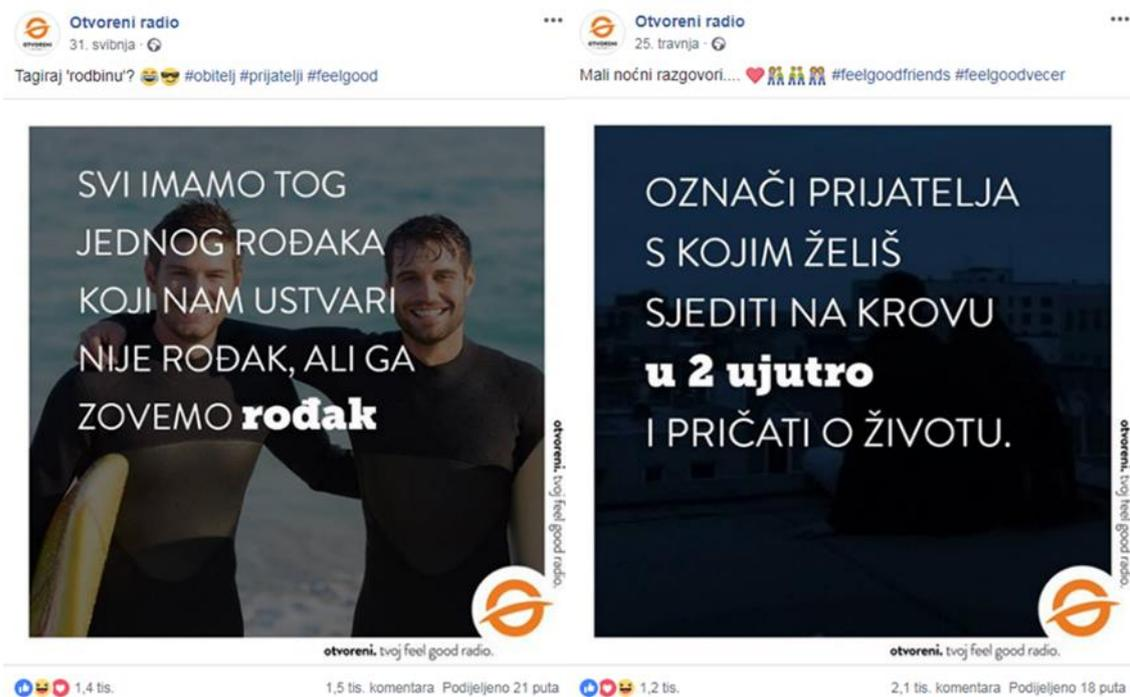 Otvoreni radio
31. svibnja
Tagiraj 'rodbinu'? 😂😎 #obitelj #prijatelji #feelgood
SVI IMAMO TOG
JEDNOG ROĐAKA
KOJI NAM USTVARI
NIJE ROĐAK, ALI GA
ZOVEMO rođak
otvoreni. tvoj feel good radio.
otvoreni. tvoj feel good radio.
1,4 tis.
1,5 tis. komentara Podijeljeno 21 puta
Otvoreni radio
25. travnja
Mali noćni razgovori.... ❤️👫👬👭 #feelgoodfriends #feelgoodvecer
OZNAČI PRIJATELJA
S KOJIM ŽELIŠ
SJEDITI NA KROVU
u 2 ujutro
I PRIČATI O ŽIVOTU.
otvoreni. tvoj feel good radio.
otvoreni. tvoj feel good radio.
1,2 tis.
2,1 tis. komentara Podijeljeno 18 puta